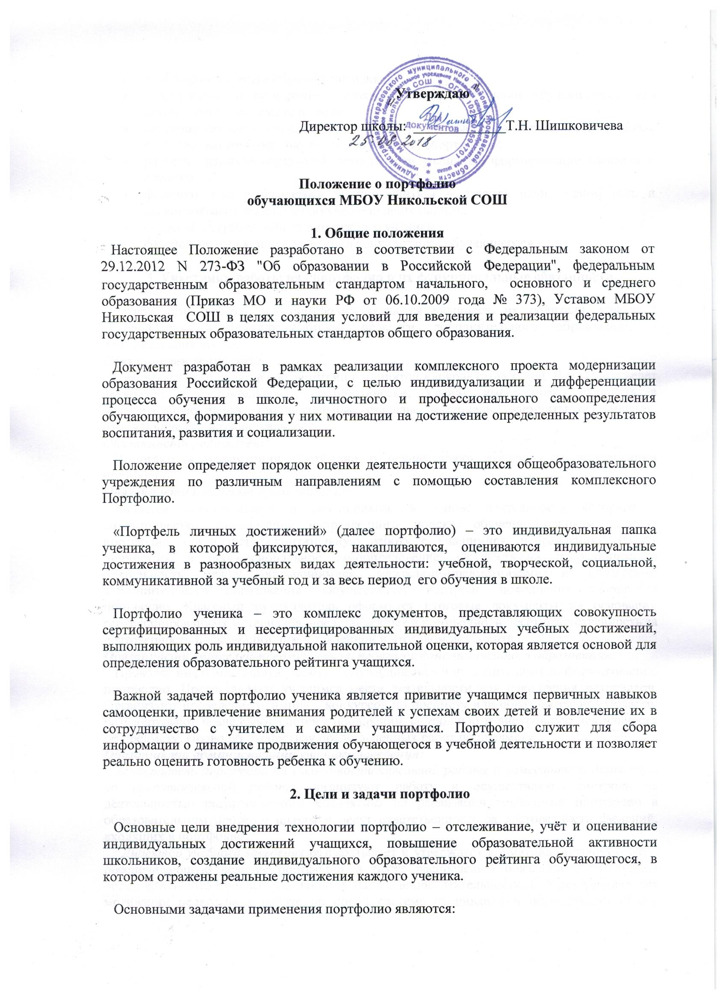 "Утверждаю"
Директор школы: ____________Т.Н. Шишковичева
25.08.2018
Администрация Некрасовского муниципального района Ярославской области
муниципальное бюджетное общеобразовательное учреждение Никольская средняя общеобразовательная школа
МБОУ Никольская СОШ * ОГРН
Для
документов
Положение о портфолио
обучающихся МБОУ Никольской СОШ
1. Общие положения
Настоящее Положение разработано в соответствии с Федеральным законом от
29.12.2012 N 273-ФЗ "Об образовании в Российской Федерации", федеральным
государственным образовательным стандартом начального, основного и среднего
образования (Приказ МО и науки РФ от 06.10.2009 года № 373), Уставом МБОУ
Никольская СОШ в целях создания условий для введения и реализации федеральных
государственных образовательных стандартов общего образования.
Документ разработан в рамках реализации комплексного проекта модернизации
образования Российской Федерации, с целью индивидуализации и дифференциации
процесса обучения в школе, личностного и профессионального самоопределения
обучающихся, формирования у них мотивации на достижение определенных результатов
воспитания, развития и социализации.
Положение определяет порядок оценки деятельности учащихся общеобразовательного
учреждения по различным направлениям с помощью составления комплексного
Портфолио.
«Портфель личных достижений» (далее портфолио) – это индивидуальная папка
ученика, в которой фиксируются, накапливаются, оцениваются индивидуальные
достижения в разнообразных видах деятельности: учебной, творческой, социальной,
коммуникативной за учебный год и за весь период его обучения в школе.
Портфолио ученика – это комплекс документов, представляющих совокупность
сертифицированных и несертифицированных индивидуальных учебных достижений,
выполняющих роль индивидуальной накопительной оценки, которая является основой для
определения образовательного рейтинга учащихся.
Важной задачей портфолио ученика является привитие учащимся первичных навыков
самооценки, привлечение внимания родителей к успехам своих детей и вовлечение их в
сотрудничество с учителем и самими учащимися. Портфолио служит для сбора
информации о динамике продвижения обучающегося в учебной деятельности и позволяет
реально оценить готовность ребенка к обучению.
2. Цели и задачи портфолио
Основные цели внедрения технологии портфолио – отслеживание, учёт и оценивание
индивидуальных достижений учащихся, повышение образовательной активности
школьников, создание индивидуального образовательного рейтинга обучающегося, в
котором отражены реальные достижения каждого ученика.
Основными задачами применения портфолио являются: